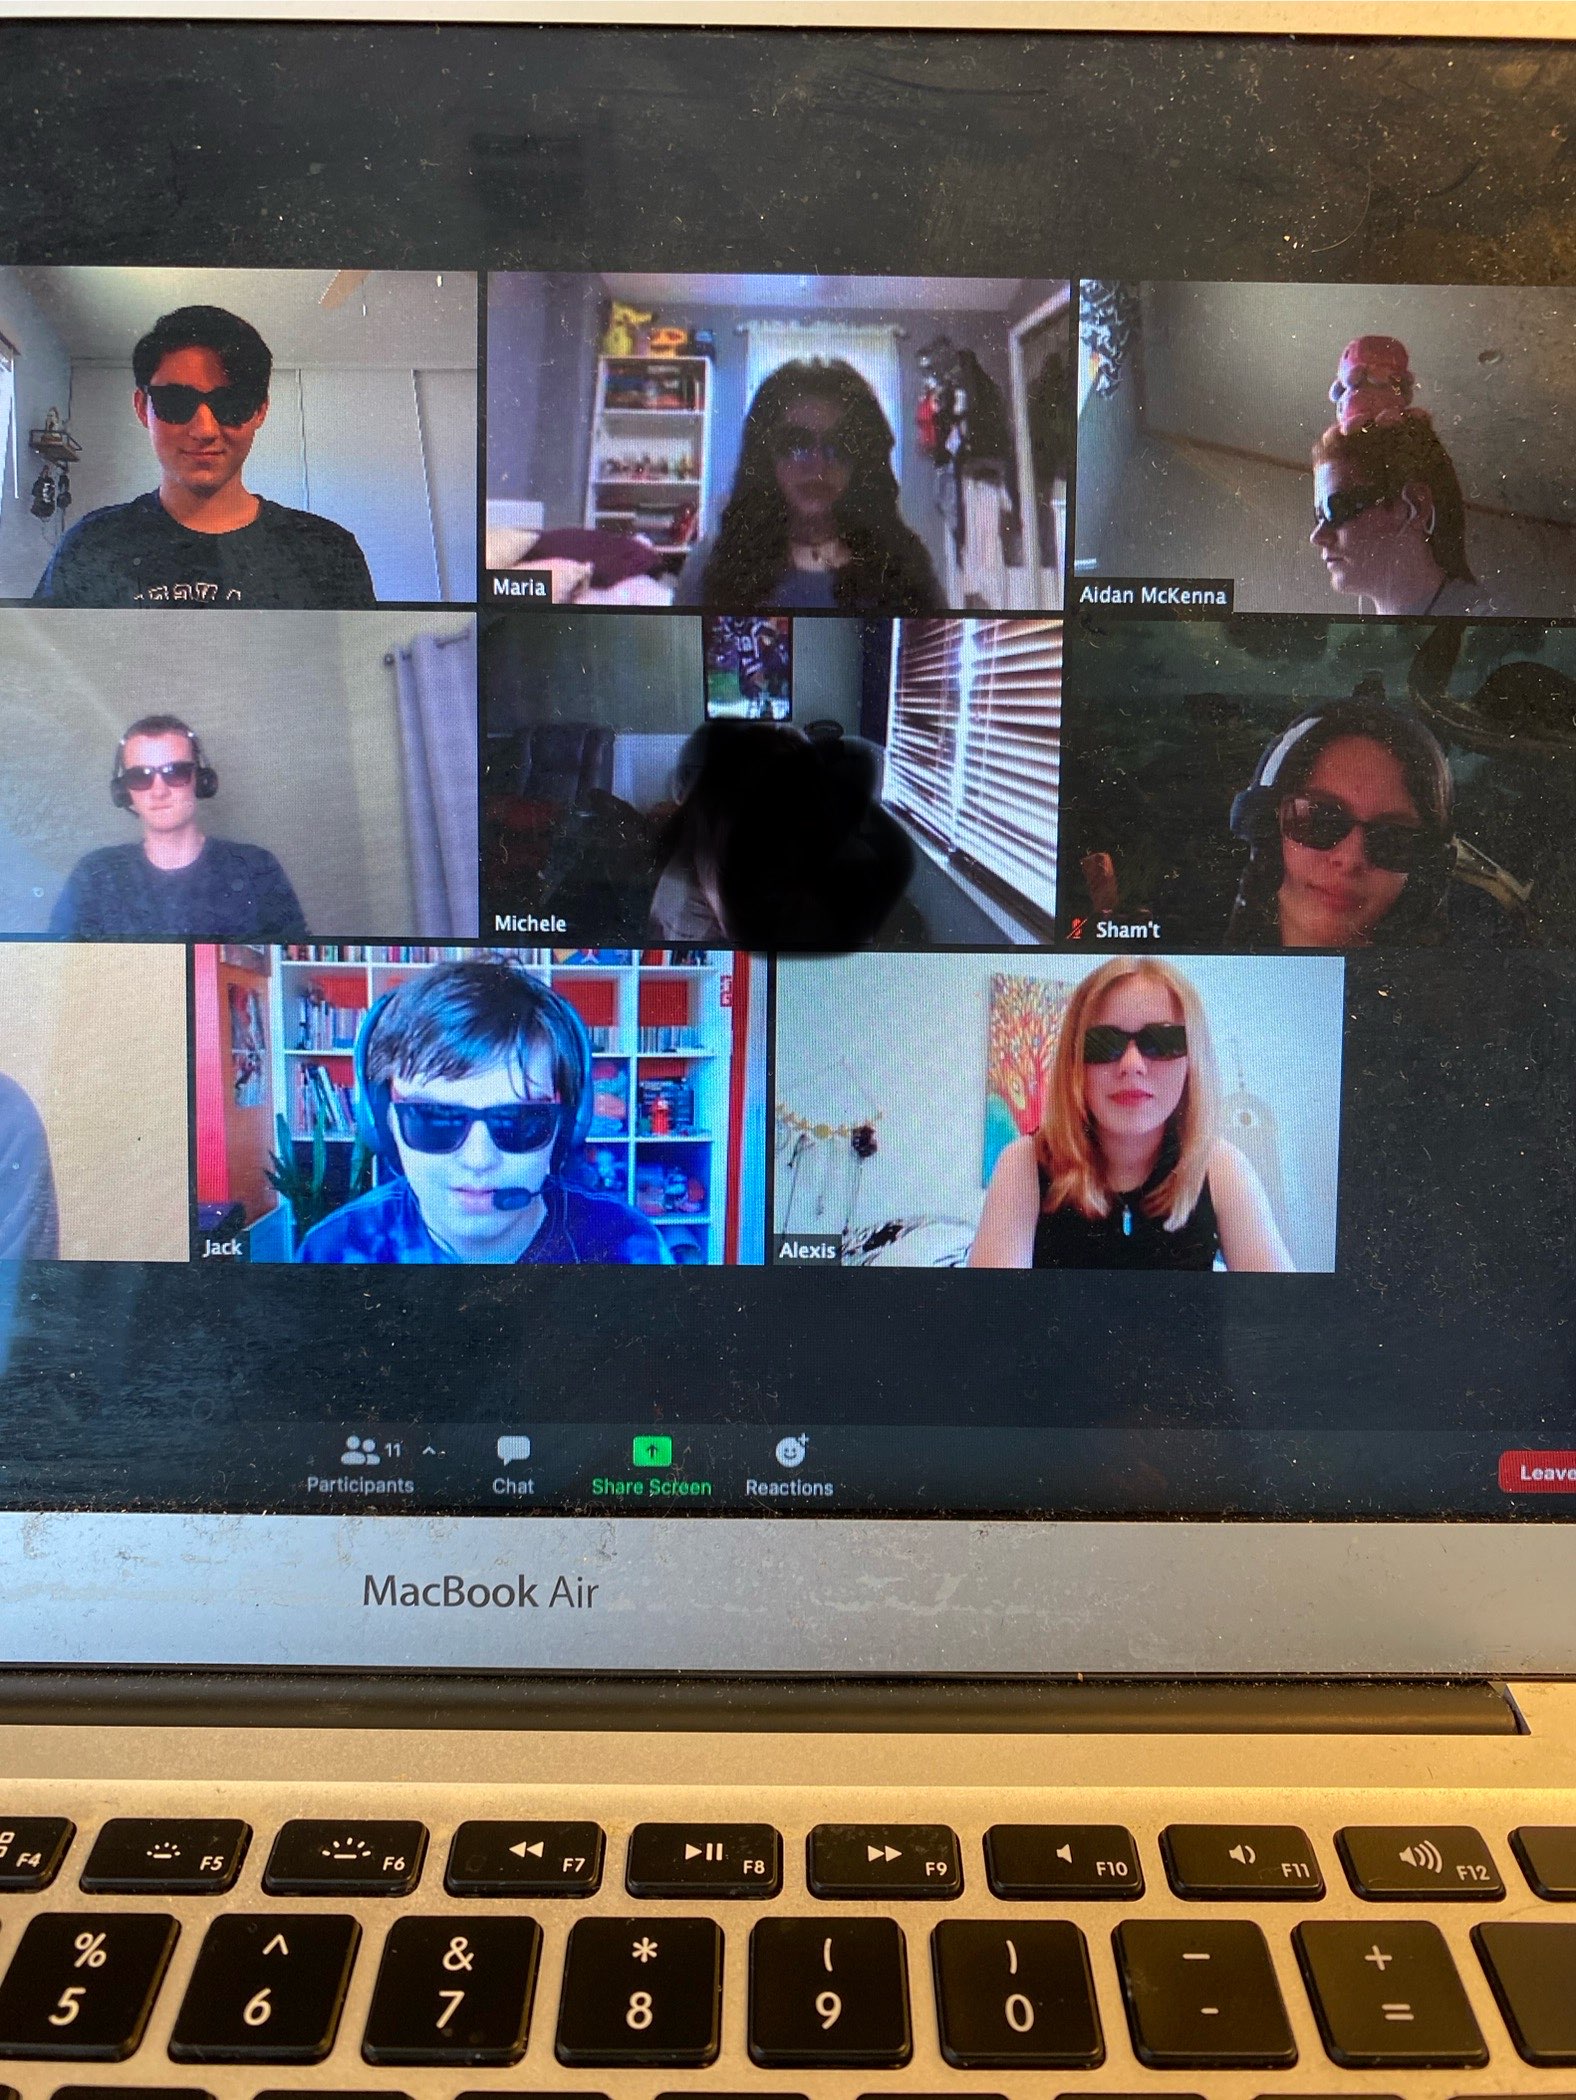 Maria
Aidan McKenna
Michele
Sham't
Jack
Alexis
11
Participants
Chat
Share Screen
Reactions
Leave
MacBook Air
F4
F5
F6
F7
F8
F9
F10
F11
F12
% ^ & * ( ) − +
5 6 7 8 9 0 - =